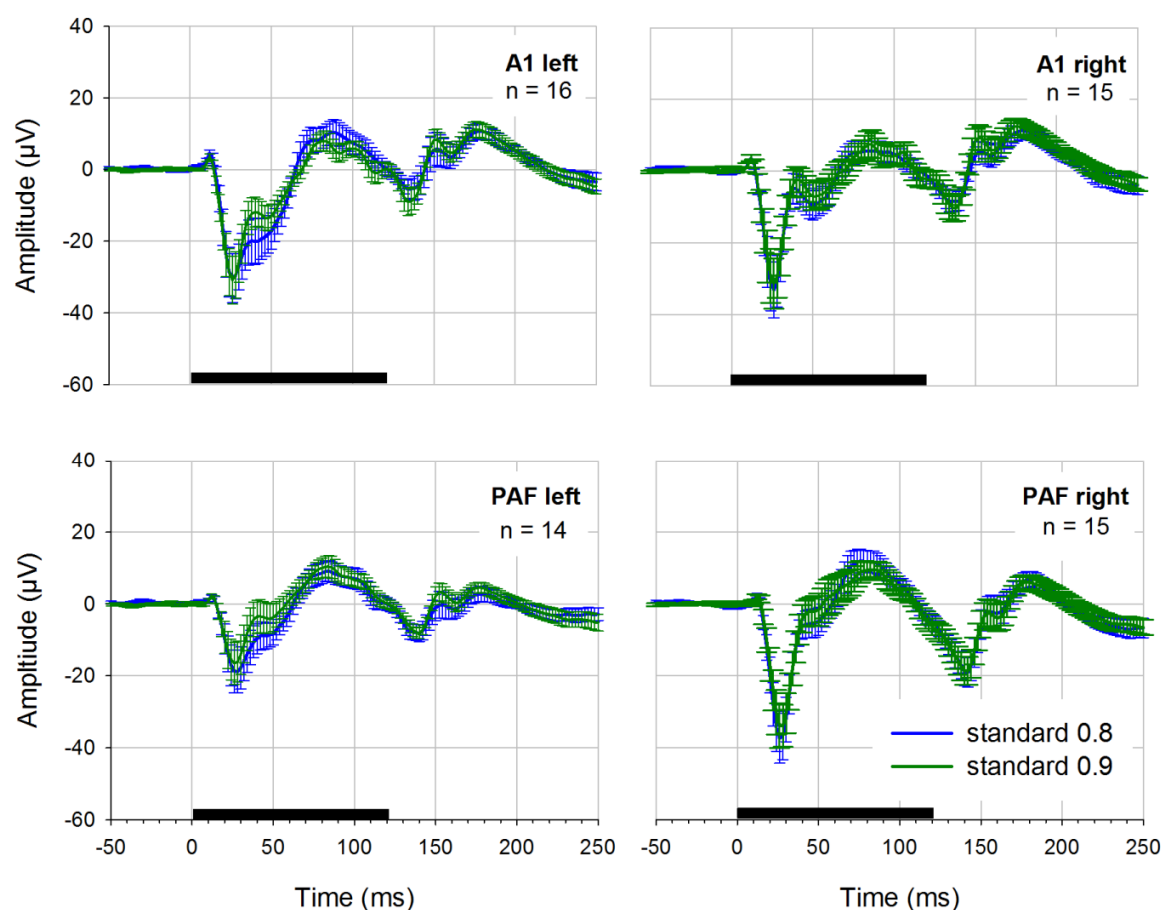 40
20
0
-20
-40
-60
Amplitude (µV)
A1 left
n = 16
A1 right
n = 15
40
20
0
-20
-40
-60
Ampltiude (µV)
PAF left
n = 14
-50 0 50 100 150 200 250
Time (ms)
PAF right
n = 15
standard 0.8
standard 0.9
-50 0 50 100 150 200 250
Time (ms)